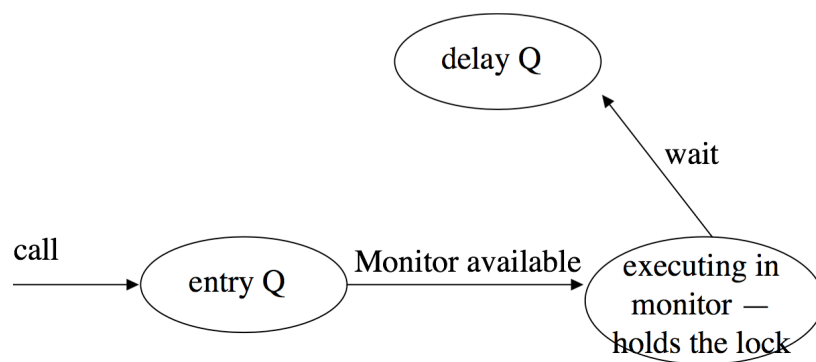 delay Q
wait
call
Monitor available
entry Q
executing in
monitor —
holds the lock